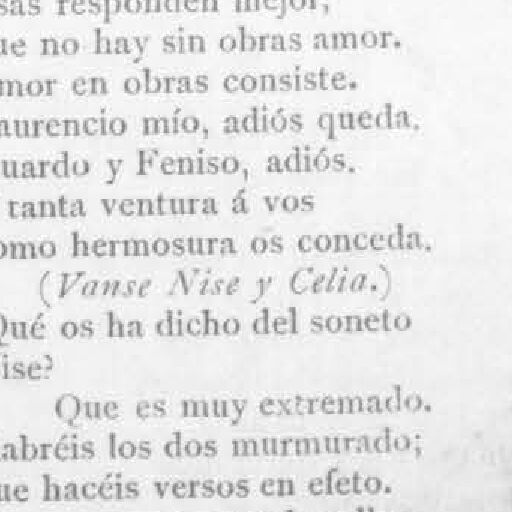 sas responden mejor,
ue no hay sin obras amor.
mor en obras consiste.
aurencio mío, adiós queda.
uardo y Feniso, adiós.
tanta ventura á vos
omo hermosura os conceda.
(Vanse Nise y Celia.)
Qué os ha dicho del soneto
ise?
Que es muy extremado.
abréis los dos murmurado;
ue hacéis versos en efeto.